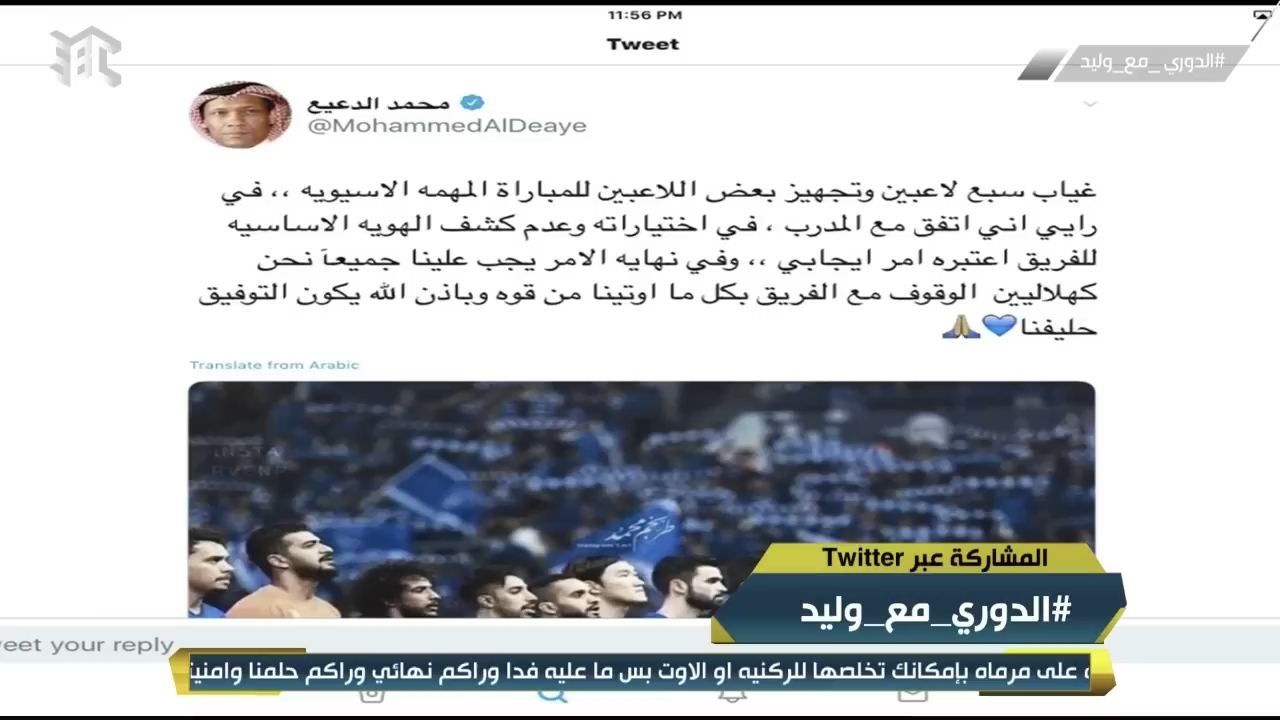 11:56 PM
Tweet
#الدوري_مع_وليد
محمد الدعيع
@MohammedAlDeaye
غياب سبع لاعبين وتجهيز بعض اللاعبين للمباراة المهمه الاسيويه ،، في
رايي اني اتفق مع المدرب ، في اختياراته وعدم كشف الهويه الاساسيه
للفريق اعتبره امر ايجابي ،، وفي نهايه الامر يجب علينا جميعآ نحن
كهلاليين الوقوف مع الفريق بكل ما اوتينا من قوه وباذن الله يكون التوفيق
حليفنا💙🙏
Translate from Arabic
INSTA
المشاركة عبر Twitter
#الدوري_مع_وليد
weet your reply
على مرماه بإمكانك تخلصها للركنيه او الاوت بس ما عليه فدا وراكم نهائي وراكم حلمنا وامنيت